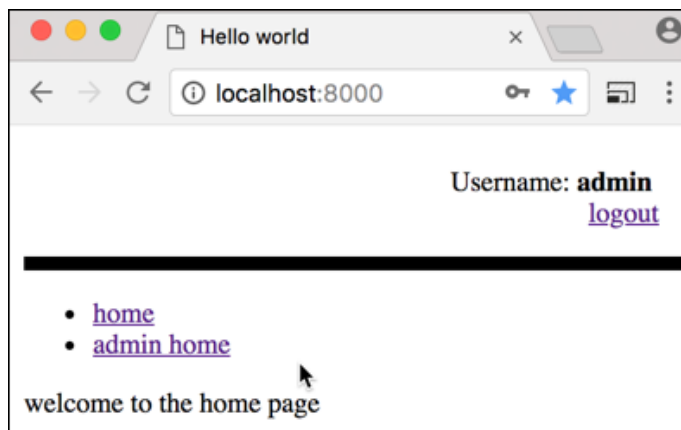 Hello world
localhost:8000
Username: admin
logout
home
admin home
welcome to the home page